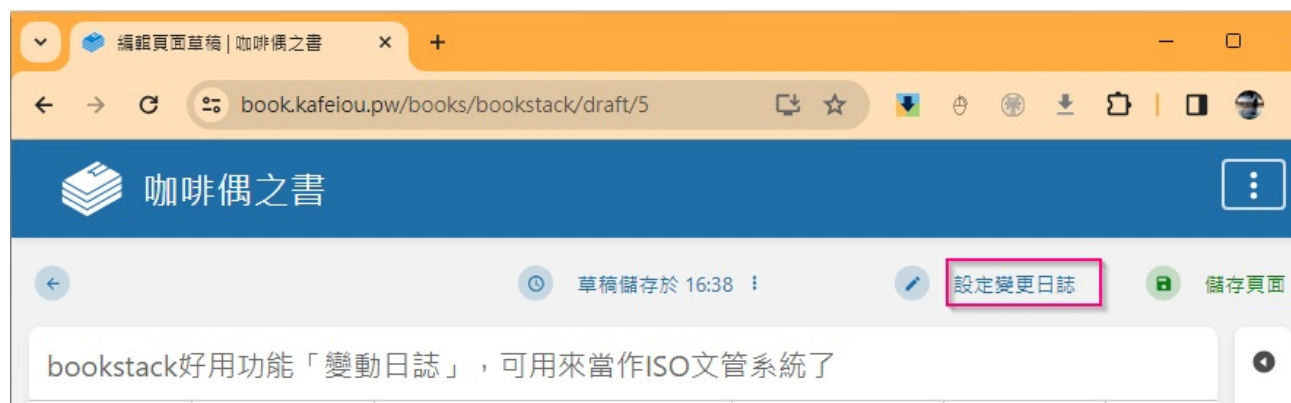 編輯頁面草稿 | 咖啡偶之書
book.kafeiou.pw/books/bookstack/draft/5
咖啡偶之書
草稿儲存於 16:38 設定變更日誌 儲存頁面
bookstack好用功能「變動日誌」，可用來當作ISO文管系統了